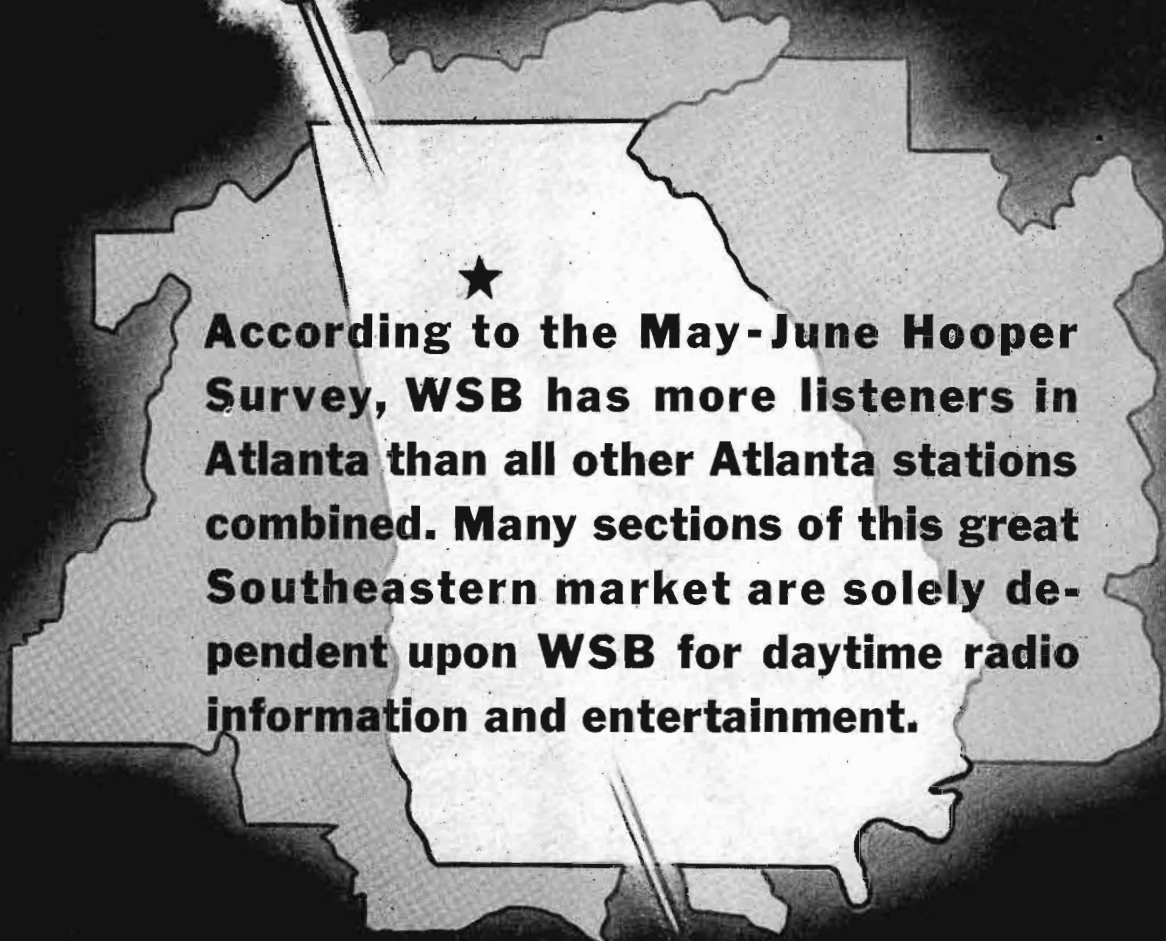 According to the May-June Hooper
Survey, WSB has more listeners in
Atlanta than all other Atlanta stations
combined. Many sections of this great
Southeastern market are solely de-
pendent upon WSB for daytime radio
information and entertainment.